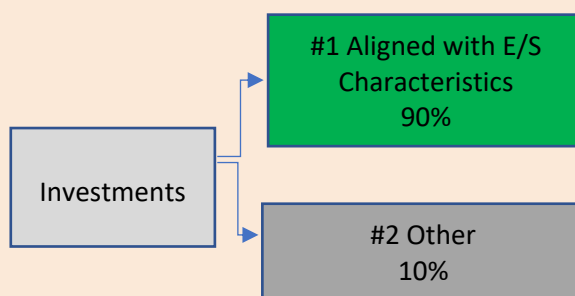 #1 Aligned with E/S
Characteristics
90%
Investments
#2 Other
10%